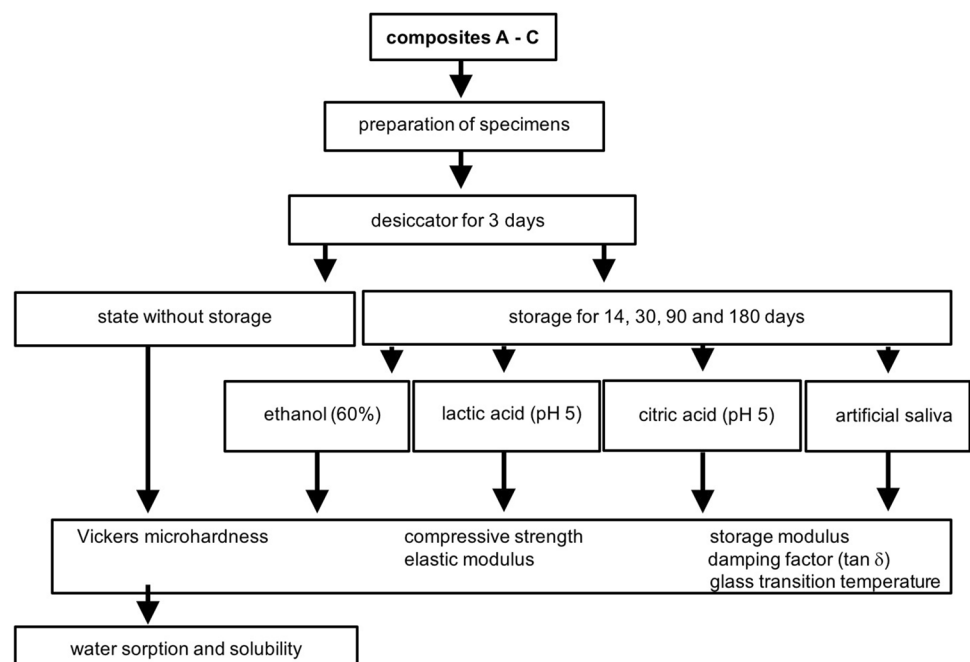 composites A - C
preparation of specimens
desiccator for 3 days
state without storage
storage for 14, 30, 90 and 180 days
ethanol (60%)
lactic acid (pH 5)
citric acid (pH 5)
artificial saliva
Vickers microhardness
compressive strength
elastic modulus
storage modulus
damping factor (tan δ)
glass transition temperature
water sorption and solubility